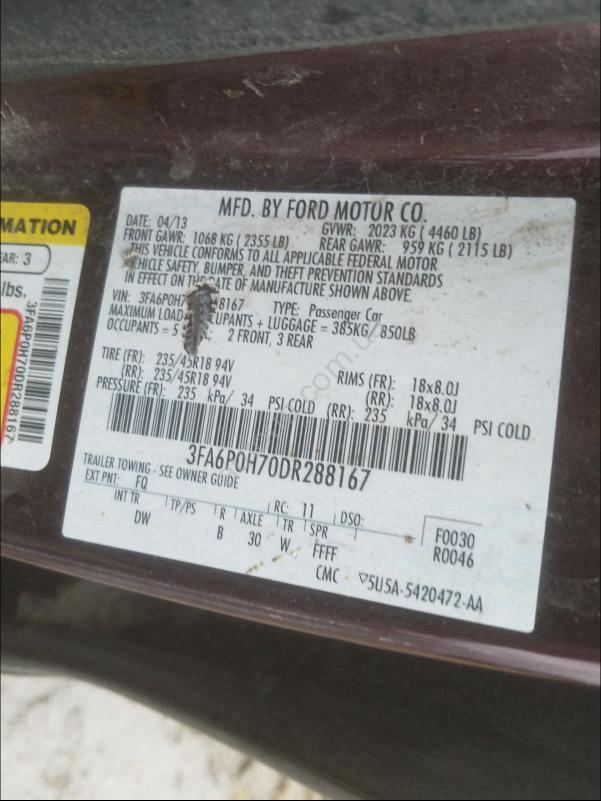 MATION
EAR: 3
lbs.
3FA6P0H70DR288167
MFD. BY FORD MOTOR CO.
DATE: 04/13 GVWR: 2023 KG ( 4460 LB)
FRONT GAWR: 1068 KG ( 2355 LB) REAR GAWR: 959 KG ( 2115 LB)
THIS VEHICLE CONFORMS TO ALL APPLICABLE FEDERAL MOTOR
VEHICLE SAFETY, BUMPER, AND THEFT PREVENTION STANDARDS
IN EFFECT ON THE DATE OF MANUFACTURE SHOWN ABOVE.
VIN: 3FA6P0H7 88167 TYPE: Passenger Car
MAXIMUM LOAD UPANTS + LUGGAGE = 385KG/ 850LB
OCCUPANTS = 5 2 FRONT, 3 REAR
TIRE (FR): 235/45R18 94V RIMS (FR): 18x8.0J
(RR): 235/45R18 94V (RR): 18x8.0J
PRESSURE (FR): 235 kPa/ 34 PSI COLD (RR): 235 kPa/ 34 PSI COLD
3FA6P0H70DR288167
TRAILER TOWING - SEE OWNER GUIDE
EXT PNT: FQ RC: 11 DSO:
INT TR TP/PS R AXLE TR SPR F0030
DW B 30 W FFFF R0046
CMC ▽5U5A-5420472-AA